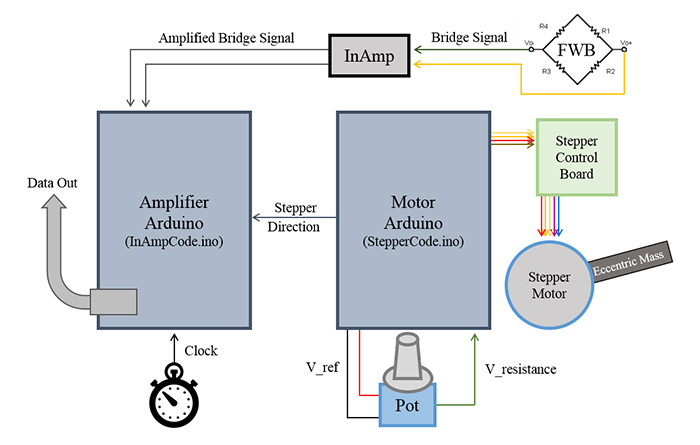 Amplified Bridge Signal
Bridge Signal
InAmp
R4
R1
Vo-
FWB
Vo+
R3
R2
Data Out
Amplifier
Arduino
(InAmpCode.ino)
Stepper
Direction
Motor
Arduino
(StepperCode.ino)
Stepper
Control
Board
Stepper
Motor
Eccentric Mass
Clock
V_ref
V_resistance
Pot